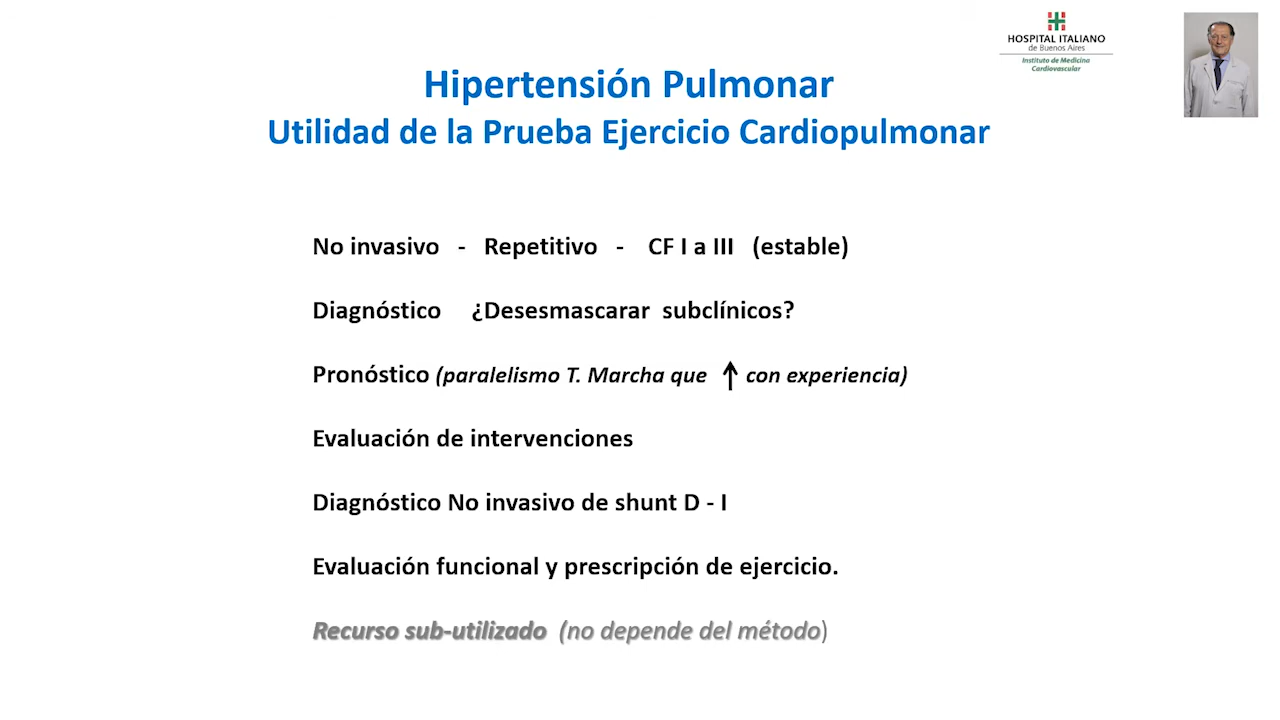 HOSPITAL ITALIANO
de Buenos Aires
Instituto de Medicina
Cardiovascular
Hipertensión Pulmonar
Utilidad de la Prueba Ejercicio Cardiopulmonar
No invasivo - Repetitivo - CF I a III (estable)
Diagnóstico ¿Desesmascarar subclínicos?
Pronóstico (paralelismo T. Marcha que ↑ con experiencia)
Evaluación de intervenciones
Diagnóstico No invasivo de shunt D - I
Evaluación funcional y prescripción de ejercicio.
Recurso sub-utilizado (no depende del método)